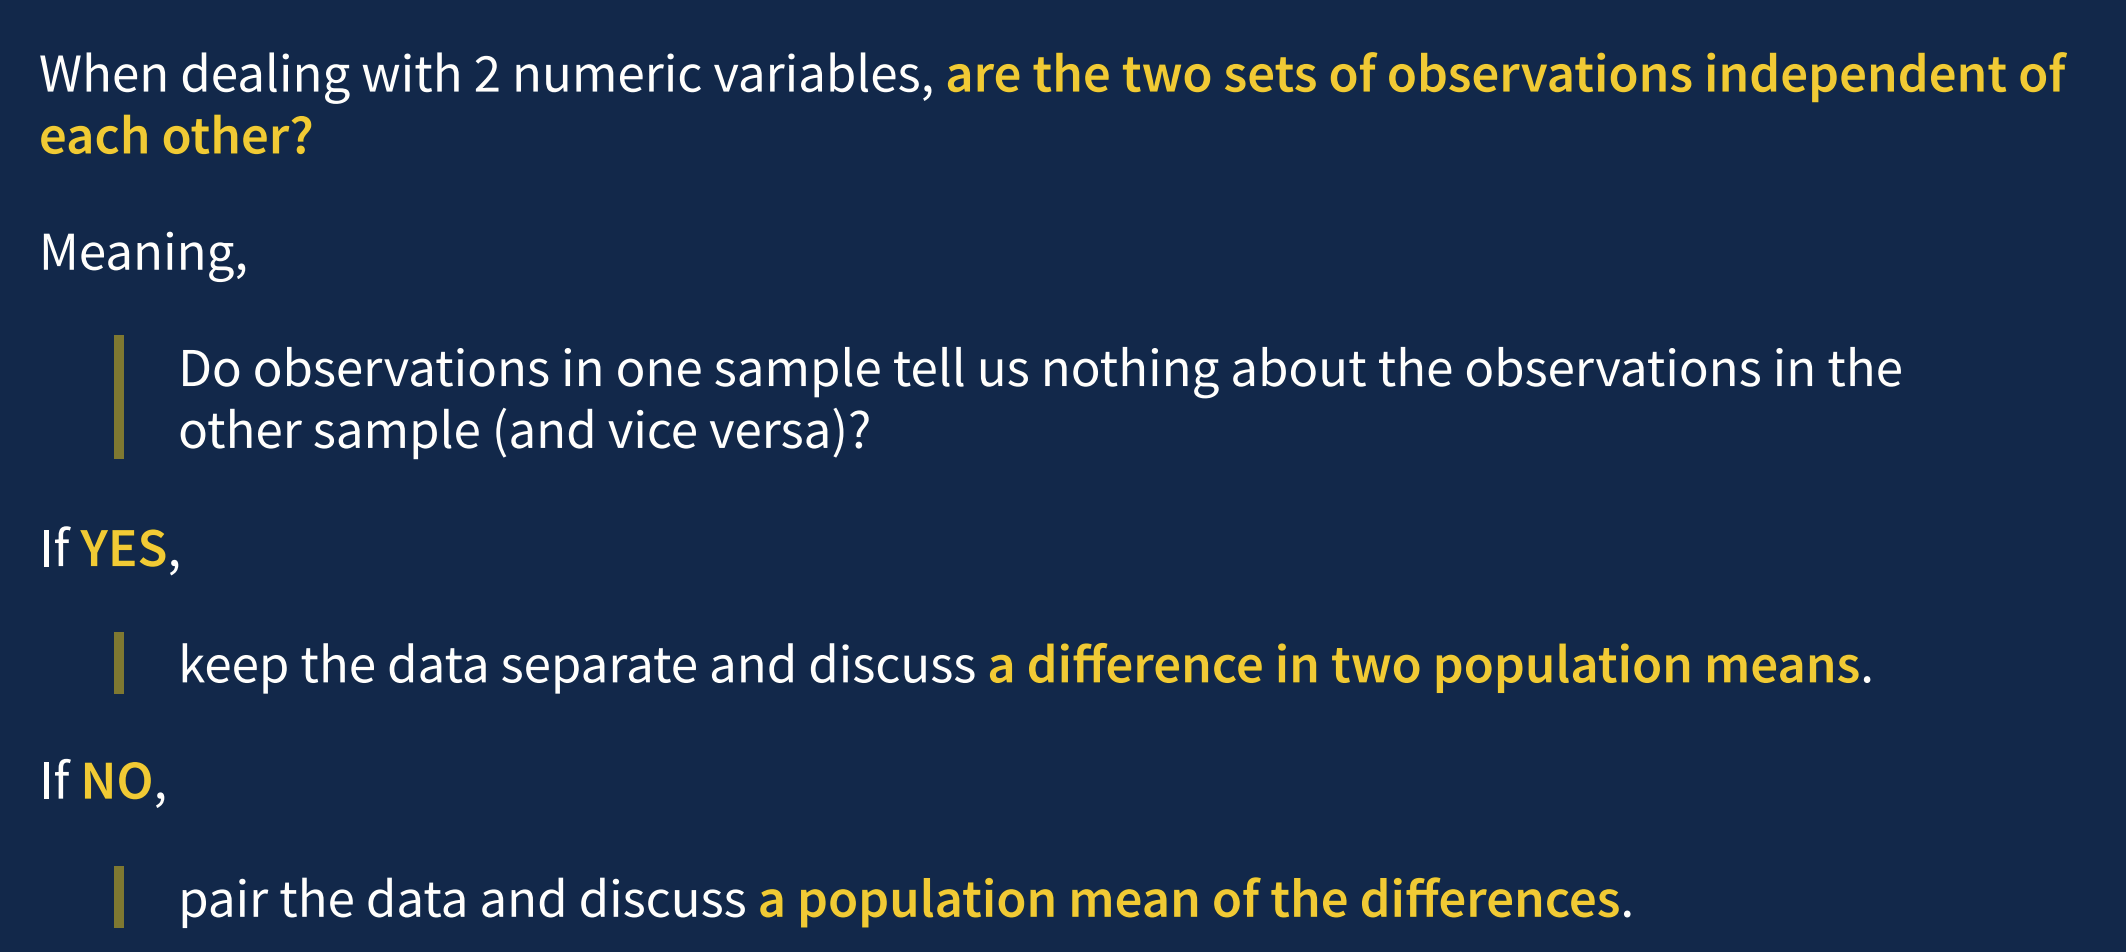 When dealing with 2 numeric variables, are the two sets of observations independent of
each other?
Meaning,
Do observations in one sample tell us nothing about the observations in the
other sample (and vice versa)?
If YES,
keep the data separate and discuss a difference in two population means.
If NO,
pair the data and discuss a population mean of the differences.